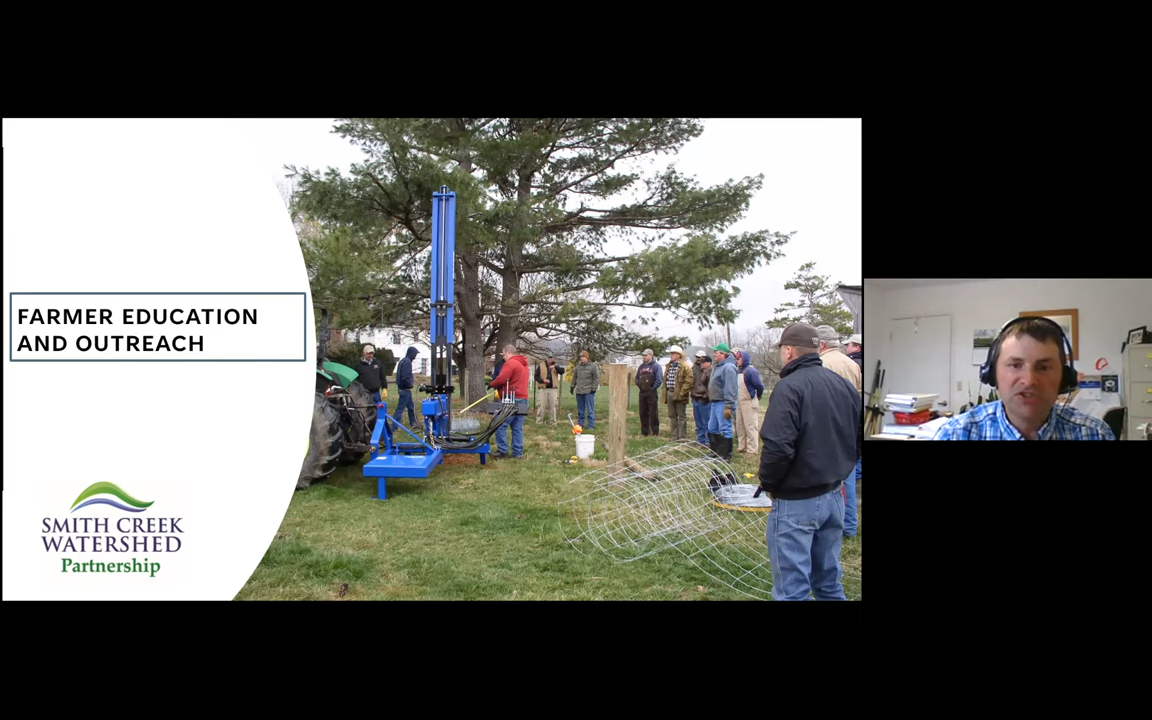 FARMER EDUCATION
AND OUTREACH
SMITH CREEK
WATERSHED
Partnership